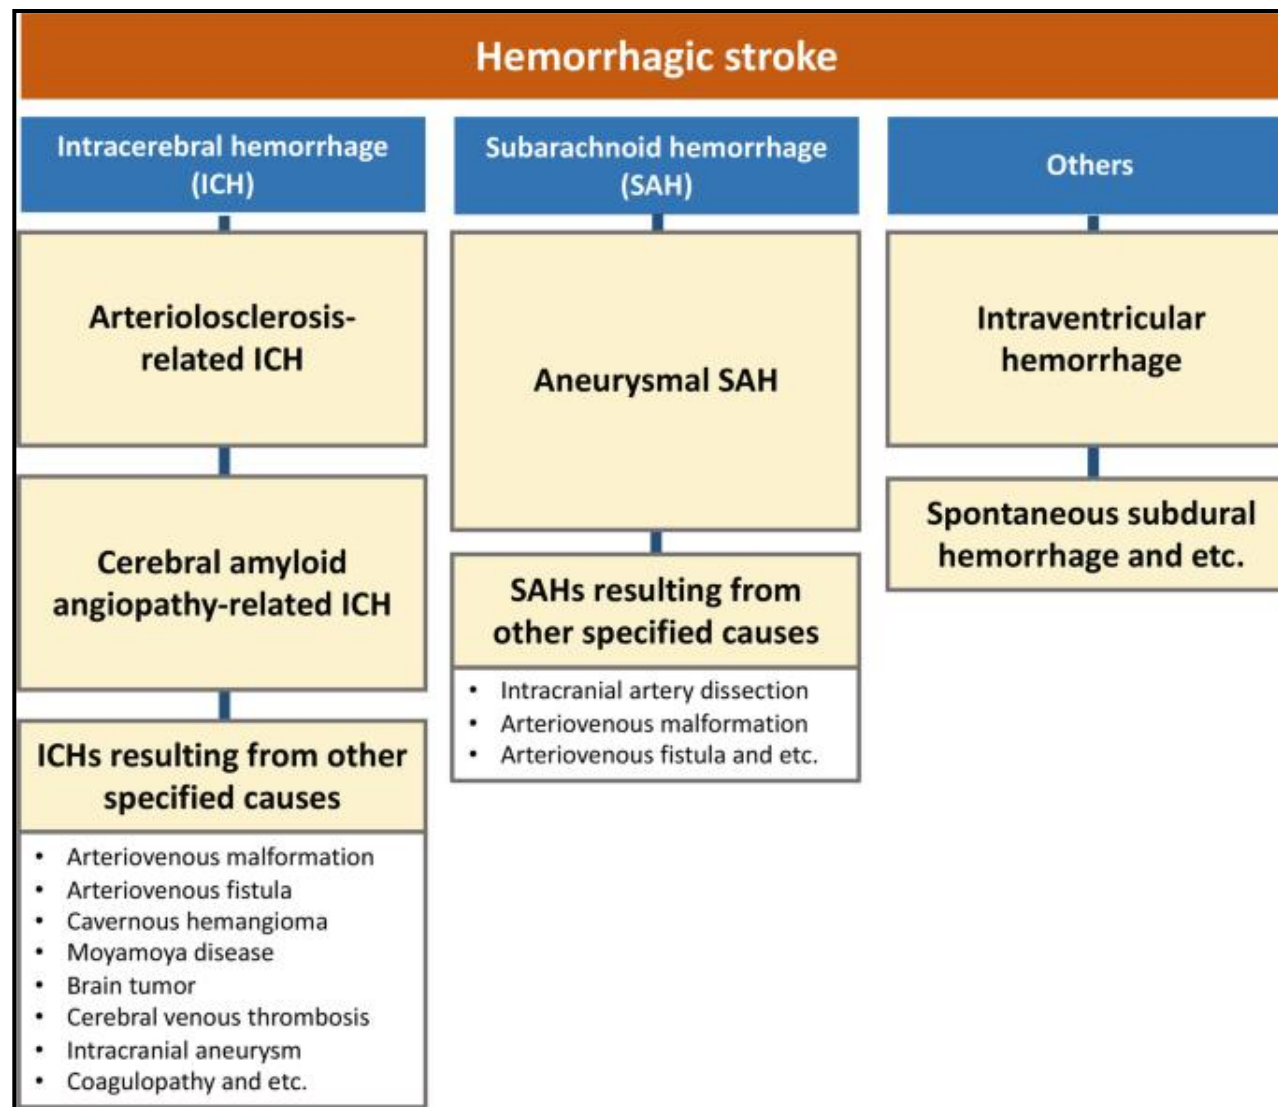 Hemorrhagic stroke
Intracerebral hemorrhage
(ICH)
Arteriolosclerosis-
related ICH
Cerebral amyloid
angiopathy-related ICH
ICHs resulting from other
specified causes
• Arteriovenous malformation
• Arteriovenous fistula
• Cavernous hemangioma
• Moyamoya disease
• Brain tumor
• Cerebral venous thrombosis
• Intracranial aneurysm
• Coagulopathy and etc.
Subarachnoid hemorrhage
(SAH)
Aneurysmal SAH
SAHs resulting from
other specified causes
• Intracranial artery dissection
• Arteriovenous malformation
• Arteriovenous fistula and etc.
Others
Intraventricular
hemorrhage
Spontaneous subdural
hemorrhage and etc.